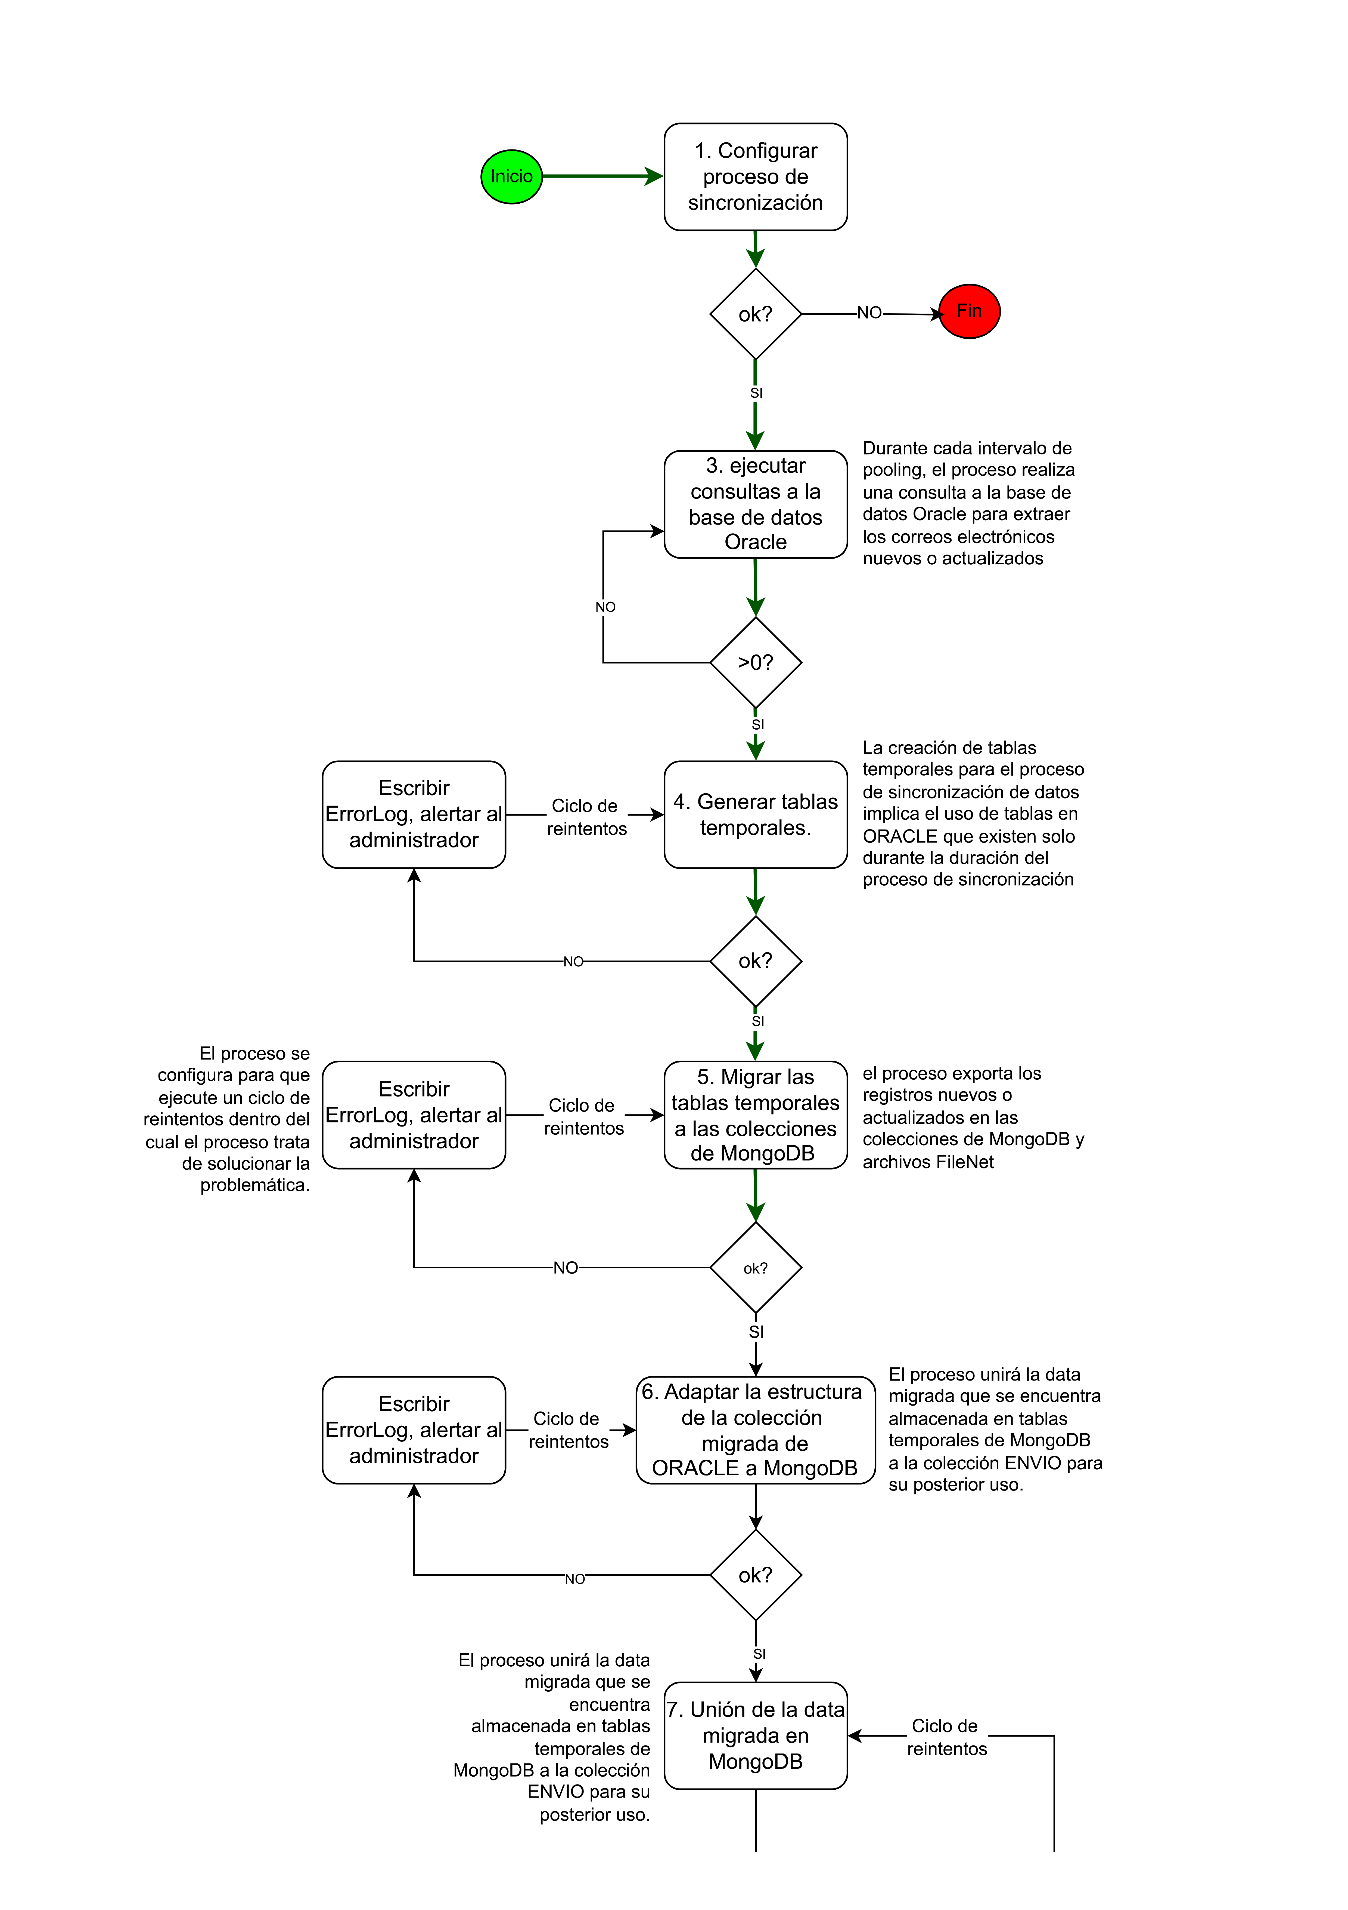 1. Configurar
proceso de
sincronización
Inicio
ok?
NO
Fin
SI
3. ejecutar
consultas a la
base de datos
Oracle
Durante cada intervalo de
pooling, el proceso realiza
una consulta a la base de
datos Oracle para extraer
los correos electrónicos
nuevos o actualizados
NO
>0?
SI
Escribir
ErrorLog, alertar al
administrador
Ciclo de
reintentos
4. Generar tablas
temporales.
La creación de tablas
temporales para el proceso
de sincronización de datos
implica el uso de tablas en
ORACLE que existen solo
durante la duración del
proceso de sincronización
NO
ok?
SI
El proceso se
configura para que
ejecute un ciclo de
reintentos dentro del
cual el proceso trata
de solucionar la
problemática.
Escribir
ErrorLog, alertar al
administrador
Ciclo de
reintentos
5. Migrar las
tablas temporales
a las colecciones
de MongoDB
el proceso exporta los
registros nuevos o
actualizados en las
colecciones de MongoDB y
archivos FileNet
NO
ok?
SI
Escribir
ErrorLog, alertar al
administrador
Ciclo de
reintentos
6. Adaptar la estructura
de la colección
migrada de
ORACLE a MongoDB
El proceso unirá la data
migrada que se encuentra
almacenada en tablas
temporales de MongoDB
a la colección ENVIO para
su posterior uso.
NO
ok?
SI
El proceso unirá la data
migrada que se
encuentra
almacenada en tablas
temporales de
MongoDB a la colección
ENVIO para su
posterior uso.
7. Unión de la data
migrada en
MongoDB
Ciclo de
reintentos